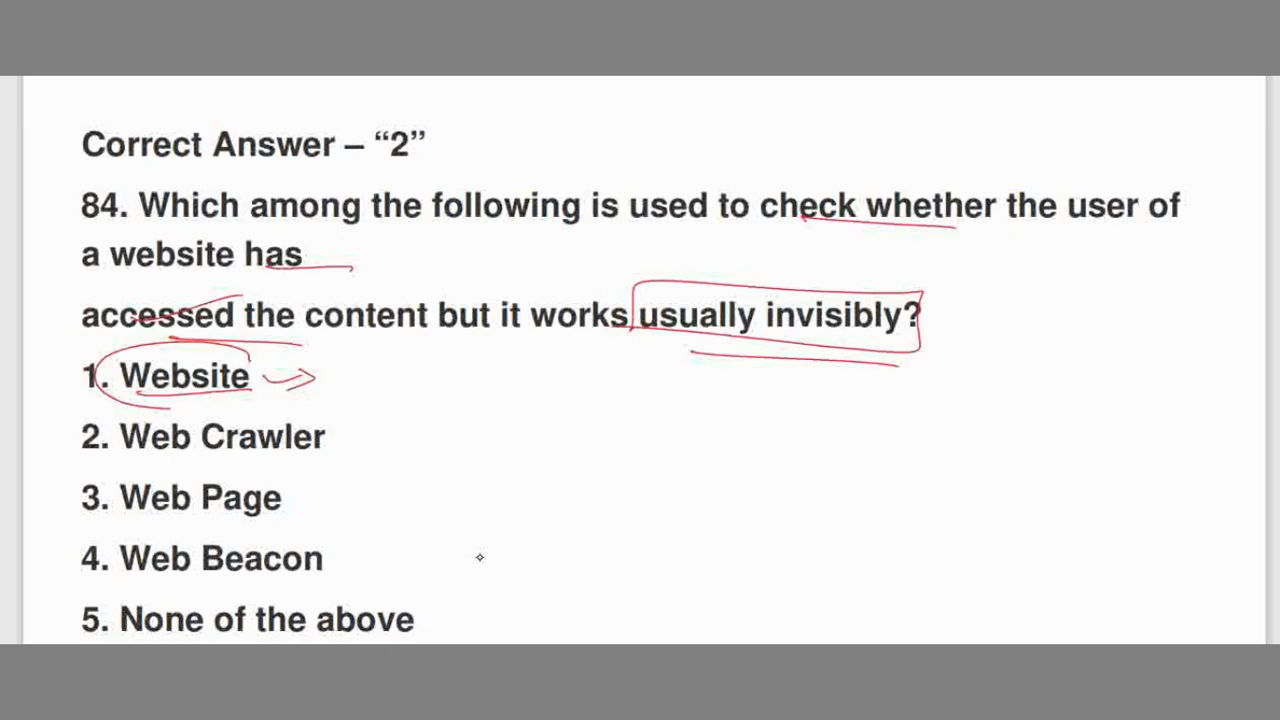 Correct Answer – “2”
84. Which among the following is used to check whether the user of
a website has
accessed the content but it works usually invisibly?
1. Website
2. Web Crawler
3. Web Page
4. Web Beacon
5. None of the above